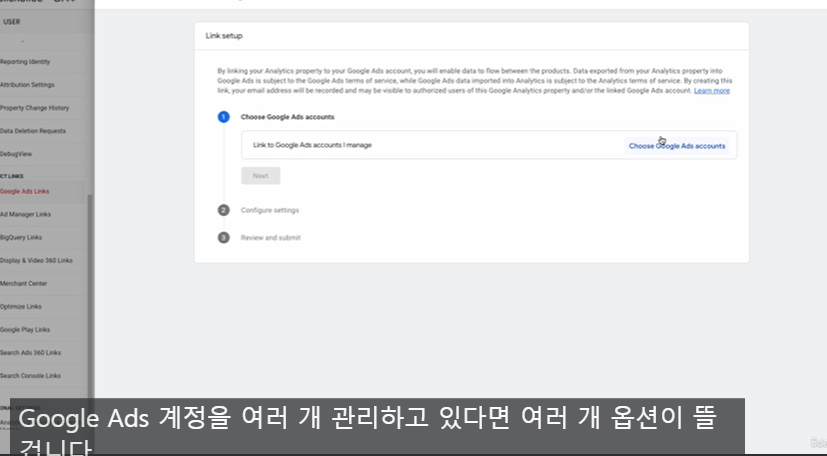 USER
Reporting Identity
Attribution Settings
Property Change History
Data Deletion Requests
DebugView
CT LINKS
Google Ads Links
Ad Manager Links
BigQuery Links
Display & Video 360 Links
Merchant Center
Optimize Links
Google Play Links
Search Ads 360 Links
Search Console Links
Link setup
By linking your Analytics property to your Google Ads account, you will enable data to flow between the products. Data exported from your Analytics property into
Google Ads is subject to the Google Ads terms of service, while Google Ads data imported into Analytics is subject to the Analytics terms of service. By creating this
link, your email address will be recorded and may be visible to authorized users of this Google Analytics property and/or the linked Google Ads account. Learn more
1 Choose Google Ads accounts
Link to Google Ads accounts I manage
Choose Google Ads accounts
Next
2 Configure settings
3 Review and submit
Google Ads 계정을 여러 개 관리하고 있다면 여러 개 옵션이 뜰
겁니다